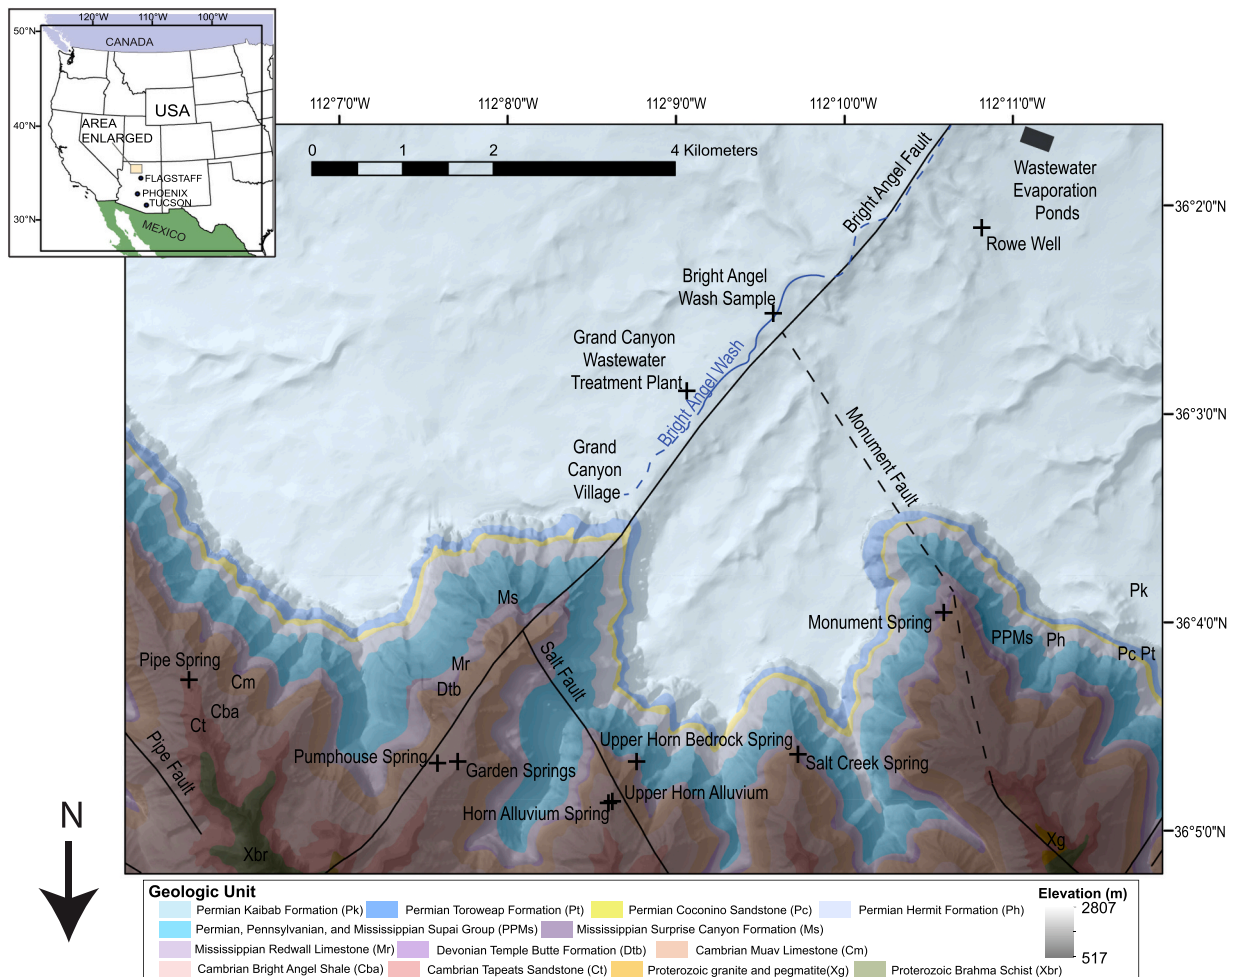 120°W 110°W 100°W
50°N
CANADA
USA
40°N
AREA
ENLARGED
FLAGSTAFF
PHOENIX
TUCSON
30°N
MEXICO
112°7'0"W 112°8'0"W 112°9'0"W 112°10'0"W 112°11'0"W
0 1 2 4 Kilometers
Bright Angel Fault
Wastewater
Evaporation
Ponds
36°2'0"N
Rowe Well
Bright Angel
Wash Sample
Grand Canyon
Wastewater
Treatment Plant
Bright Angel Wash
Monument Fault
36°3'0"N
Grand
Canyon
Village
Pk
Ms
Monument Spring
36°4'0"N
PPMs
Ph
Pc Pt
Pipe Spring
Cm
Mr
Dtb
Salt Fault
Cba
Ct
Pipe Fault
Pumphouse Spring
Garden Springs
Upper Horn Bedrock Spring
Salt Creek Spring
Upper Horn Alluvium
Horn Alluvium Spring
N
36°5'0"N
Xbr
Xg
Geologic Unit
Permian Kaibab Formation (Pk) Permian Toroweap Formation (Pt) Permian Coconino Sandstone (Pc) Permian Hermit Formation (Ph)
Permian, Pennsylvanian, and Mississippian Supai Group (PPMs) Mississippian Surprise Canyon Formation (Ms)
Mississippian Redwall Limestone (Mr) Devonian Temple Butte Formation (Dtb) Cambrian Muav Limestone (Cm)
Cambrian Bright Angel Shale (Cba) Cambrian Tapeats Sandstone (Ct) Proterozoic granite and pegmatite(Xg) Proterozoic Brahma Schist (Xbr)
Elevation (m)
2807
517